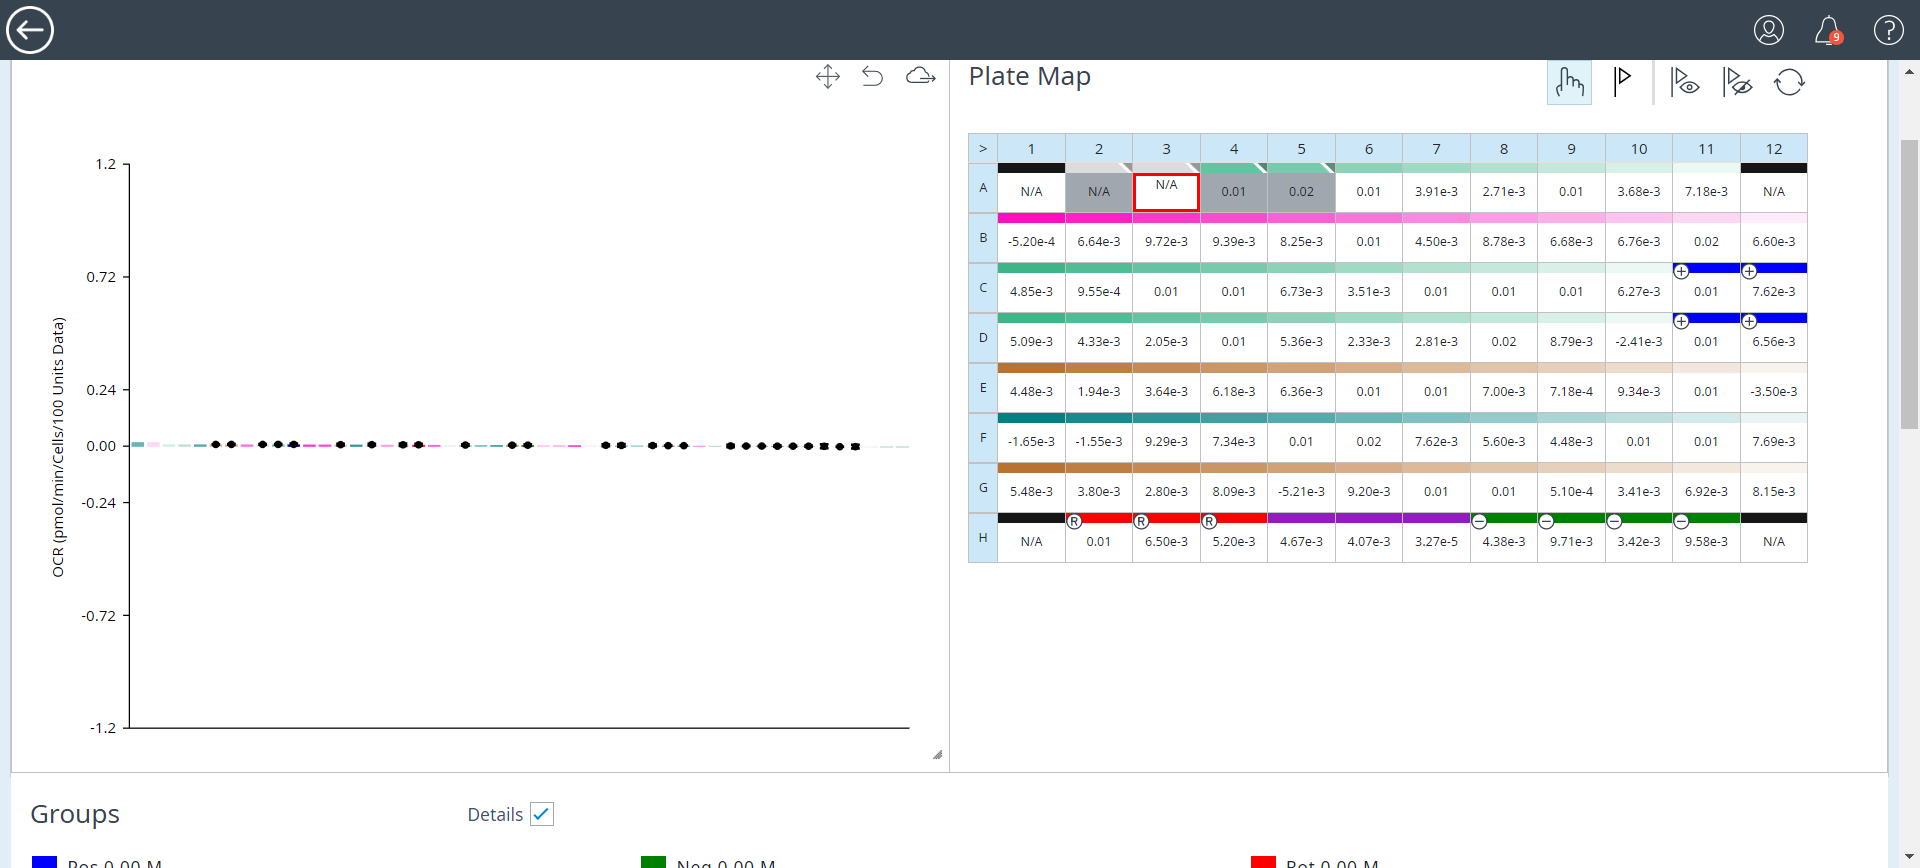 9
?
Plate Map
1.2
0.72
0.24
0.00
-0.24
-0.72
-1.2
OCR (pmol/min/Cells/100 Units Data)
> 1 2 3 4 5 6 7 8 9 10 11 12
A N/A N/A N/A 0.01 0.02 0.01 3.91e-3 2.71e-3 0.01 3.68e-3 7.18e-3 N/A
B -5.20e-4 6.64e-3 9.72e-3 9.39e-3 8.25e-3 0.01 4.50e-3 8.78e-3 6.68e-3 6.76e-3 0.02 6.60e-3
+ +
C 4.85e-3 9.55e-4 0.01 0.01 6.73e-3 3.51e-3 0.01 0.01 0.01 6.27e-3 0.01 7.62e-3
+ +
D 5.09e-3 4.33e-3 2.05e-3 0.01 5.36e-3 2.33e-3 2.81e-3 0.02 8.79e-3 -2.41e-3 0.01 6.56e-3
E 4.48e-3 1.94e-3 3.64e-3 6.18e-3 6.36e-3 0.01 0.01 7.00e-3 7.18e-4 9.34e-3 0.01 -3.50e-3
F -1.65e-3 -1.55e-3 9.29e-3 7.34e-3 0.01 0.02 7.62e-3 5.60e-3 4.48e-3 0.01 0.01 7.69e-3
G 5.48e-3 3.80e-3 2.80e-3 8.09e-3 -5.21e-3 9.20e-3 0.01 0.01 5.10e-4 3.41e-3 6.92e-3 8.15e-3
R R R − − − −
H N/A 0.01 6.50e-3 5.20e-3 4.67e-3 4.07e-3 3.27e-5 4.38e-3 9.71e-3 3.42e-3 9.58e-3 N/A
Groups
Details
Pos 0.00 M
Neg 0.00 M
Rot 0.00 M